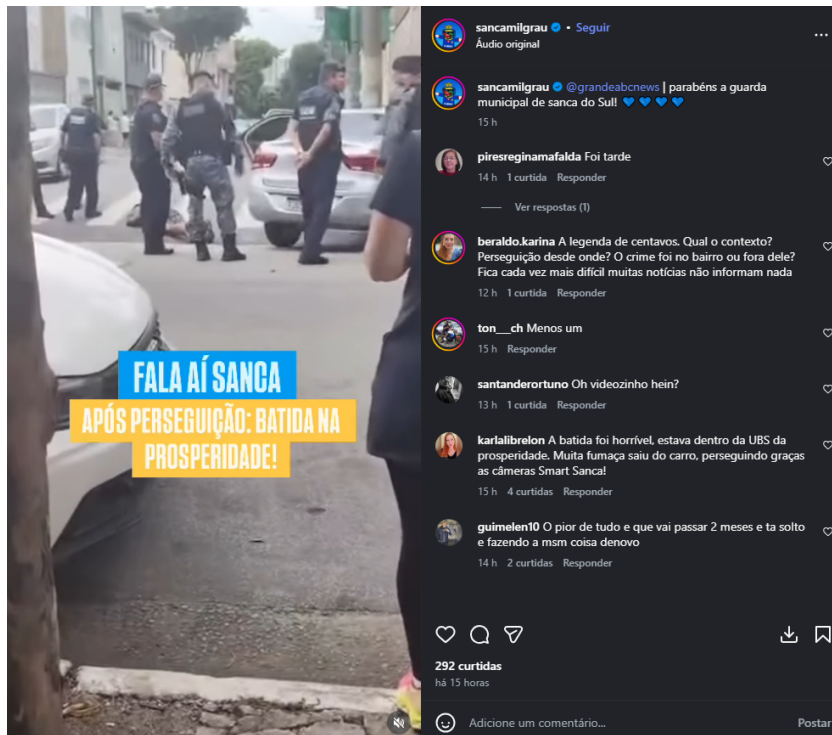 FALA AÍ SANCA
APÓS PERSEGUIÇÃO: BATIDA NA
PROSPERIDADE!
sancamilgrau • Seguir
Áudio original
sancamilgrau @grandeabcnews | parabéns a guarda
municipal de sanca do Sul! 💙 💙 💙 💙
15 h
piresreginamafalda Foi tarde
14 h 1 curtida Responder
Ver respostas (1)
beraldo.karina A legenda de centavos. Qual o contexto?
Perseguição desde onde? O crime foi no bairro ou fora dele?
Fica cada vez mais difícil muitas notícias não informam nada
12 h 1 curtida Responder
ton___ch Menos um
15 h Responder
santanderortuno Oh videozinho hein?
13 h 1 curtida Responder
karlalibrelon A batida foi horrível, estava dentro da UBS da
prosperidade. Muita fumaça saiu do carro, perseguindo graças
as câmeras Smart Sanca!
15 h 4 curtidas Responder
guimelen10 O pior de tudo e que vai passar 2 meses e ta solto
e fazendo a msm coisa denovo
14 h 2 curtidas Responder
292 curtidas
há 15 horas
Adicione um comentário...
Postar